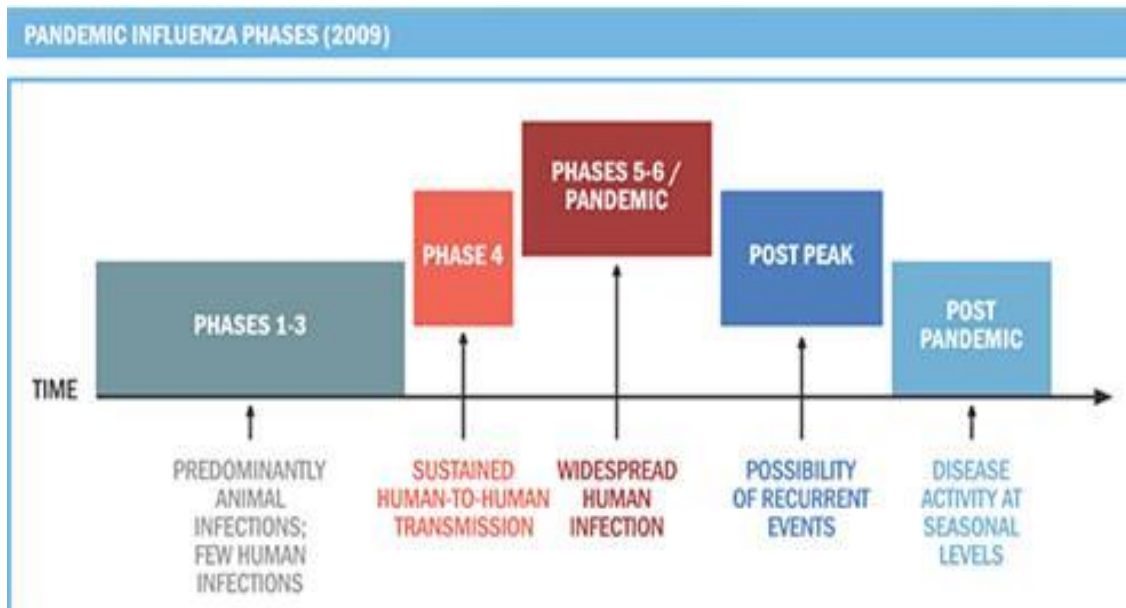 PANDEMIC INFLUENZA PHASES (2009)
PHASES 5-6 /
PANDEMIC
PHASE 4
POST PEAK
PHASES 1-3
POST
PANDEMIC
TIME
PREDOMINANTLY
ANIMAL
INFECTIONS;
FEW HUMAN
INFECTIONS
SUSTAINED
HUMAN-TO-HUMAN
TRANSMISSION
WIDESPREAD
HUMAN
INFECTION
POSSIBILITY
OF RECURRENT
EVENTS
DISEASE
ACTIVITY AT
SEASONAL
LEVELS